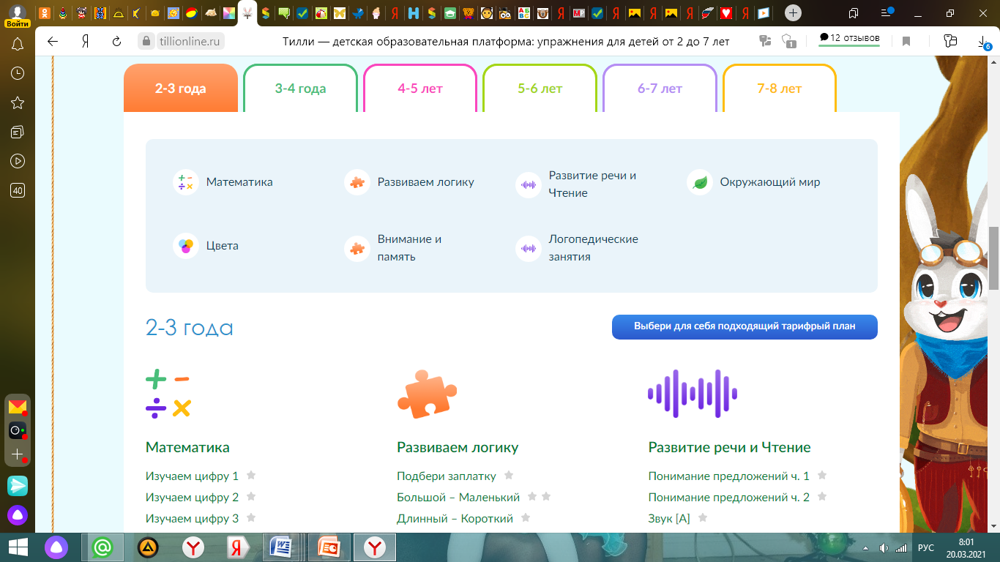 Войти
tillionline.ru
Тилли — детская образовательная платформа: упражнения для детей от 2 до 7 лет
1
12 отзывов
6
40
2-3 года
3-4 года
4-5 лет
5-6 лет
6-7 лет
7-8 лет
Математика
Развиваем логику
Развитие речи и
Чтение
Окружающий мир
Цвета
Внимание и
память
Логопедические
занятия
2-3 года
Выбери для себя подходящий тарифрый план
Математика
Развиваем логику
Развитие речи и Чтение
Изучаем цифру 1
Подбери заплатку
Понимание предложений ч. 1
Изучаем цифру 2
Большой – Маленький
Понимание предложений ч. 2
Изучаем цифру 3
Длинный – Короткий
Звук [А]
РУС
8:01
20.03.2021